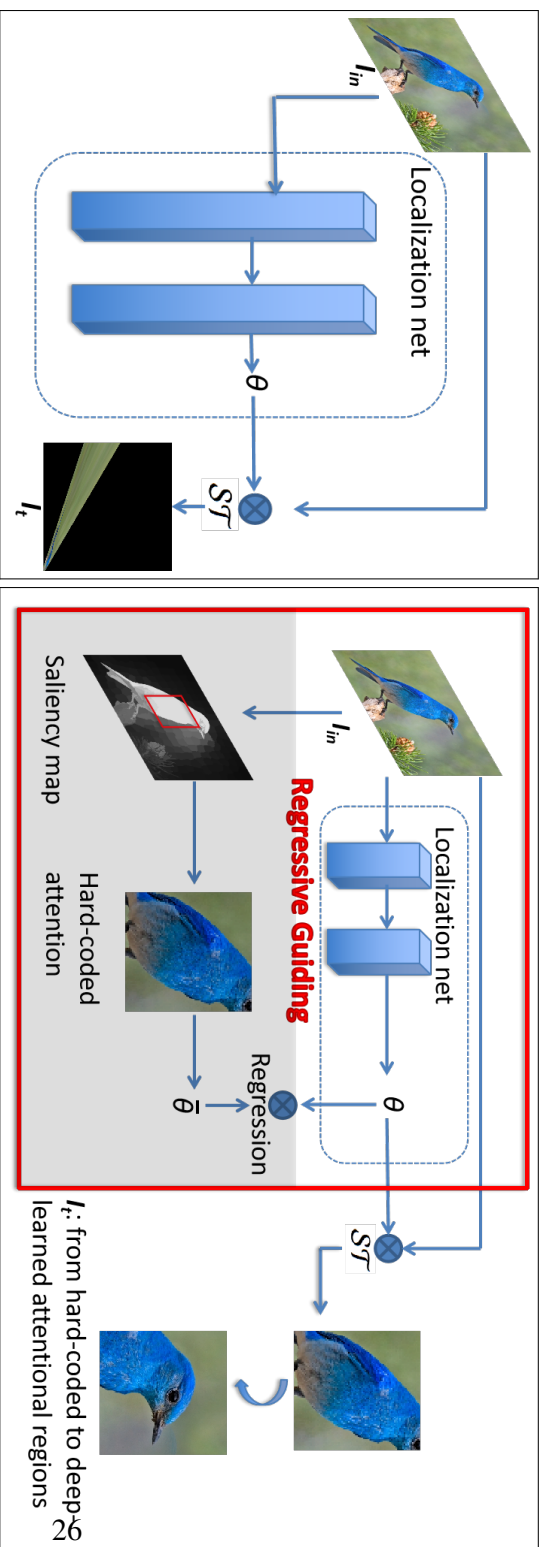 I_in
Localization net
θ
ST
I_t
I_in
Localization net
θ
ST
Regressive Guiding
Regression
θ̄
Saliency map
Hard-coded
attention
I_t: from hard-coded to deep-
learned attentional regions
26